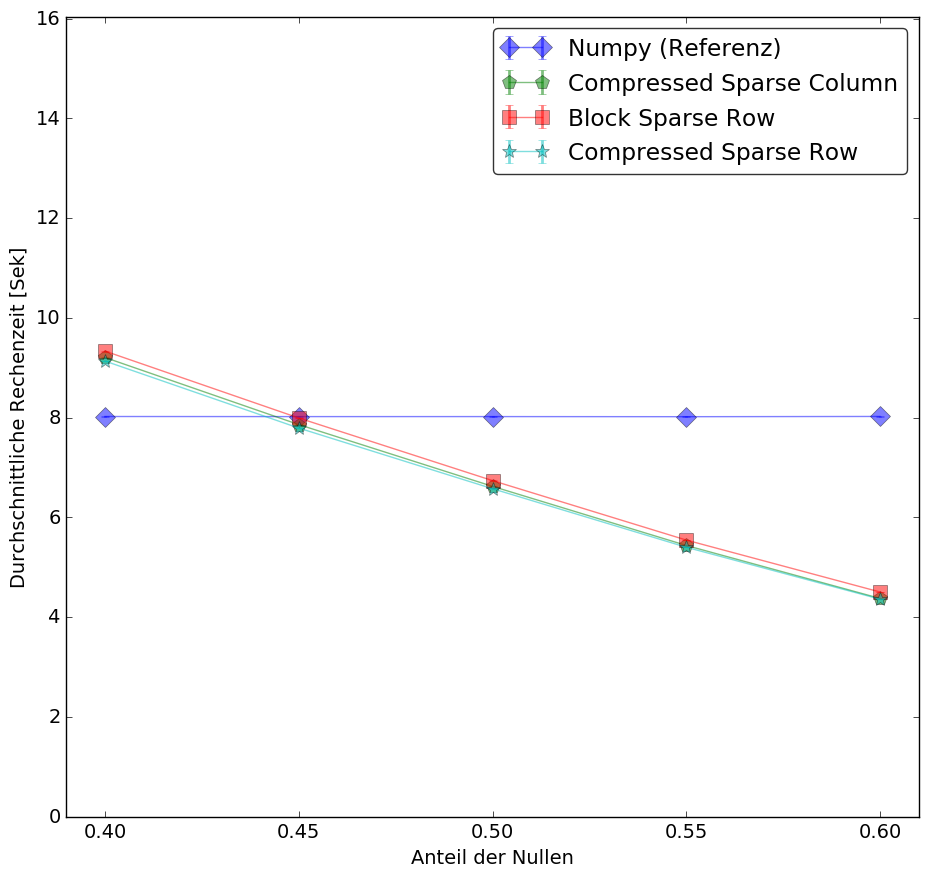 16
14
12
10
8
6
4
2
0
Durchschnittliche Rechenzeit [Sek]
Numpy (Referenz)
Compressed Sparse Column
Block Sparse Row
Compressed Sparse Row
0.40 0.45 0.50 0.55 0.60
Anteil der Nullen